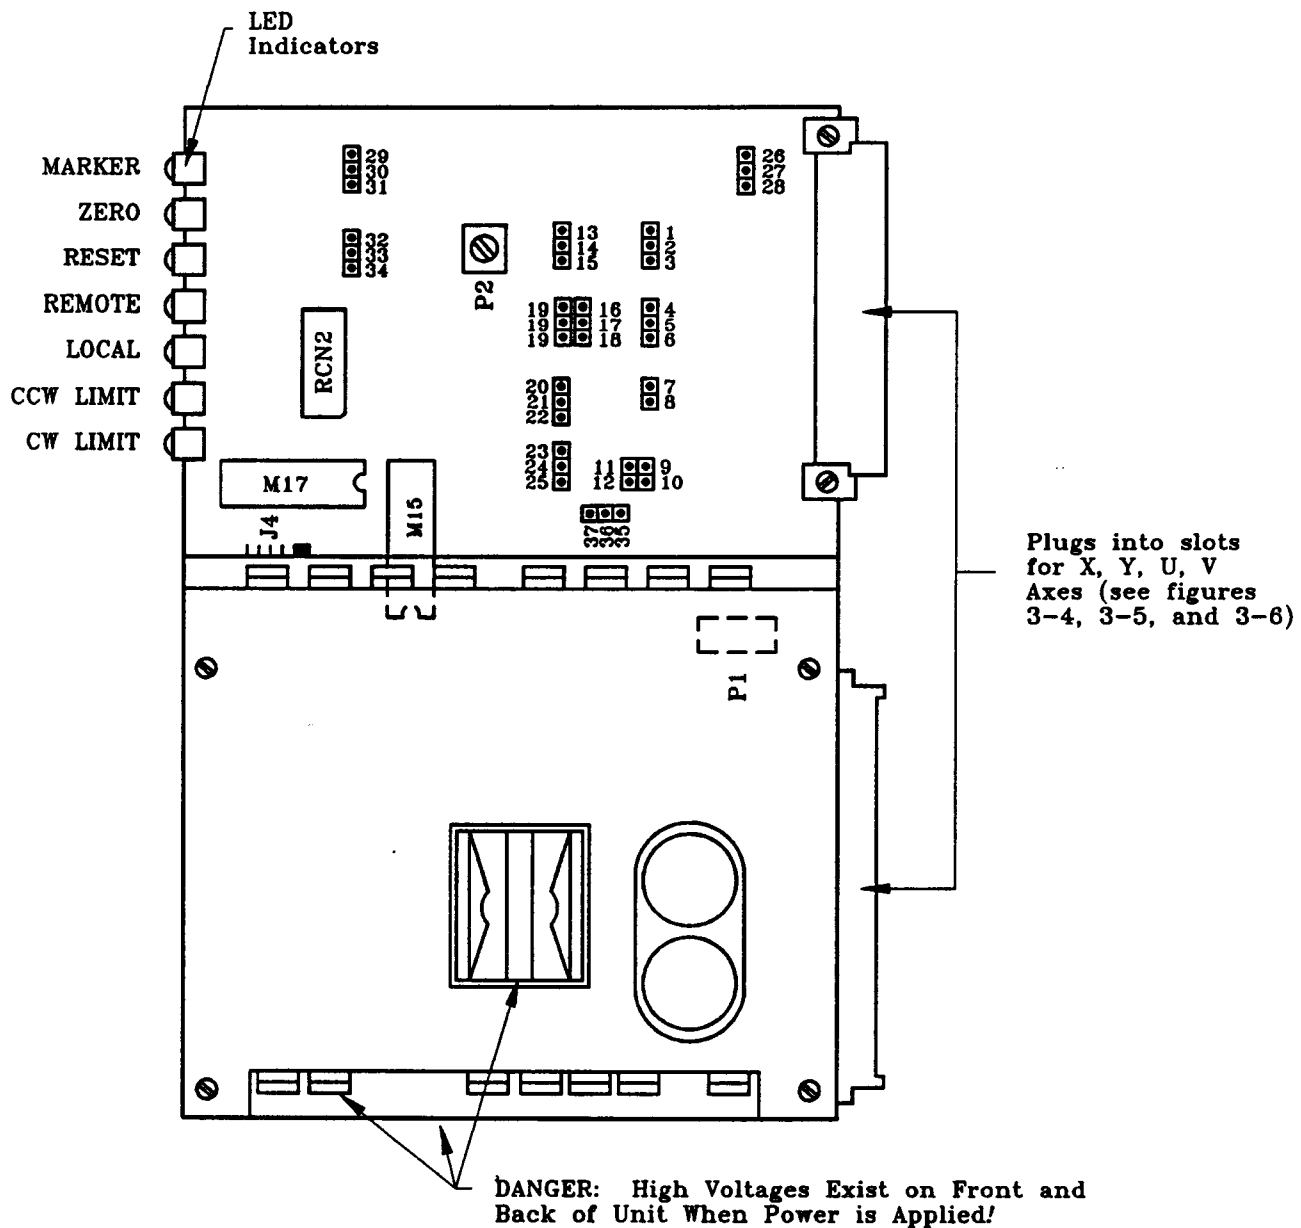 LED
Indicators
MARKER
ZERO
RESET
REMOTE
LOCAL
CCW LIMIT
CW LIMIT
29
30
31
32
33
34
26
27
28
P2
13
14
15
1
2
3
19 16
19 17
19 18
4
5
6
RCN2
20
21
22
7
8
23
24
25
11 9
12 10
M17
M15
J4
37 36 35
Plugs into slots
for X, Y, U, V
Axes (see figures
3-4, 3-5, and 3-6)
P1
DANGER: High Voltages Exist on Front and
Back of Unit When Power is Applied!